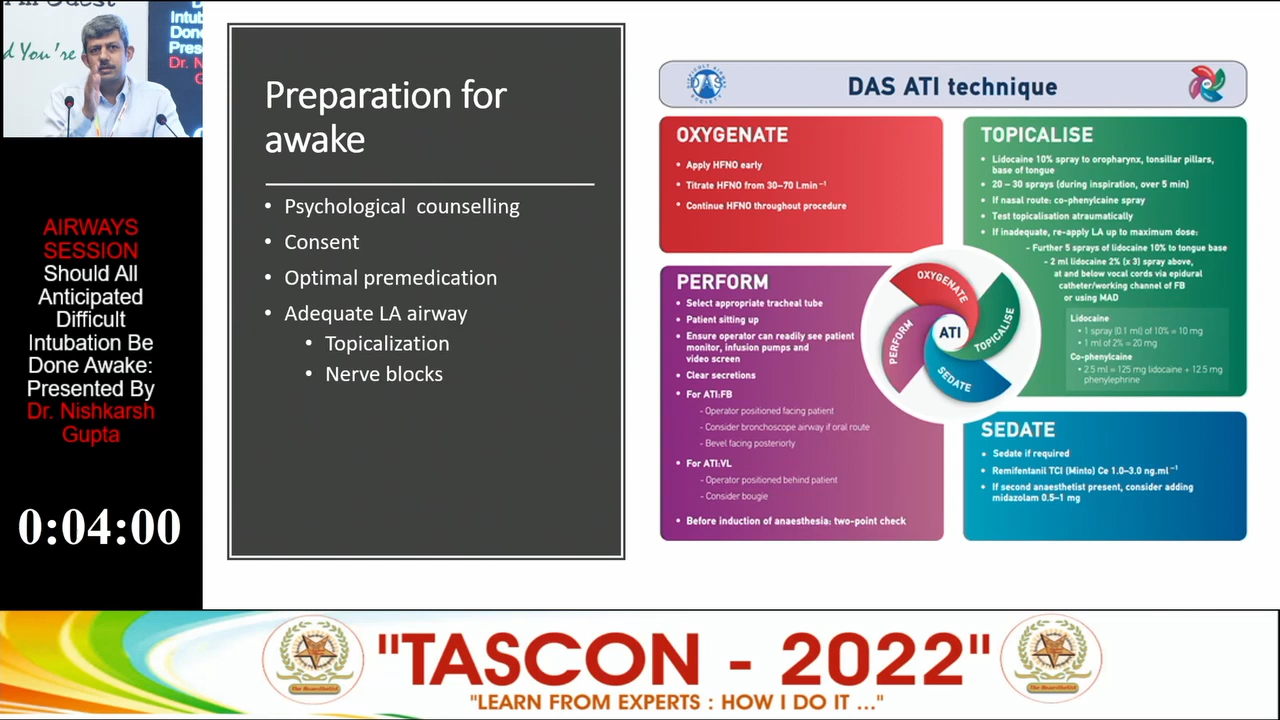 d You're
Done
Dr. N
G
AIRWAYS
SESSION
Should All
Anticipated
Difficult
Intubation Be
Done Awake:
Presented By
Dr. Nishkarsh
Gupta
0:04:00
Preparation for
awake
• Psychological counselling
• Consent
• Optimal premedication
• Adequate LA airway
• Topicalization
• Nerve blocks
DAS
DAS ATI technique
OXYGENATE
• Apply HFNO early
• Titrate HFNO from 30–70 l.min⁻¹
• Continue HFNO throughout procedure
TOPICALISE
• Lidocaine 10% spray to oropharynx, tonsillar pillars,
base of tongue
• 20 – 30 sprays (during inspiration, over 5 min)
• If nasal route: co-phenylcaine spray
• Test topicalisation atraumatically
• If inadequate, re-apply LA up to maximum dose:
- Further 5 sprays of lidocaine 10% to tongue base
- 2 ml lidocaine 2% (x 3) spray above,
at and below vocal cords via epidural
catheter/working channel of FB
or using MAD
Lidocaine
• 1 spray (0.1 ml) of 10% = 10 mg
• 1 ml of 2% = 20 mg
Co-phenylcaine
• 2.5 ml = 125 mg lidocaine + 12.5 mg
phenylephrine
PERFORM
• Select appropriate tracheal tube
• Patient sitting up
• Ensure operator can readily see patient
monitor, infusion pumps and
video screen
• Clear secretions
• For ATI:FB
- Operator positioned facing patient
- Consider bronchoscope airway if oral route
- Bevel facing posteriorly
• For ATI:VL
- Operator positioned behind patient
- Consider bougie
• Before induction of anaesthesia: two-point check
OXYGENATE
TOPICALISE
SEDATE
PERFORM
ATI
SEDATE
• Sedate if required
• Remifentanil TCI (Minto) Ce 1.0–3.0 ng.ml⁻¹
• If second anaesthetist present, consider adding
midazolam 0.5–1 mg
"TASCON - 2022"
"LEARN FROM EXPERTS : HOW I DO IT ..."